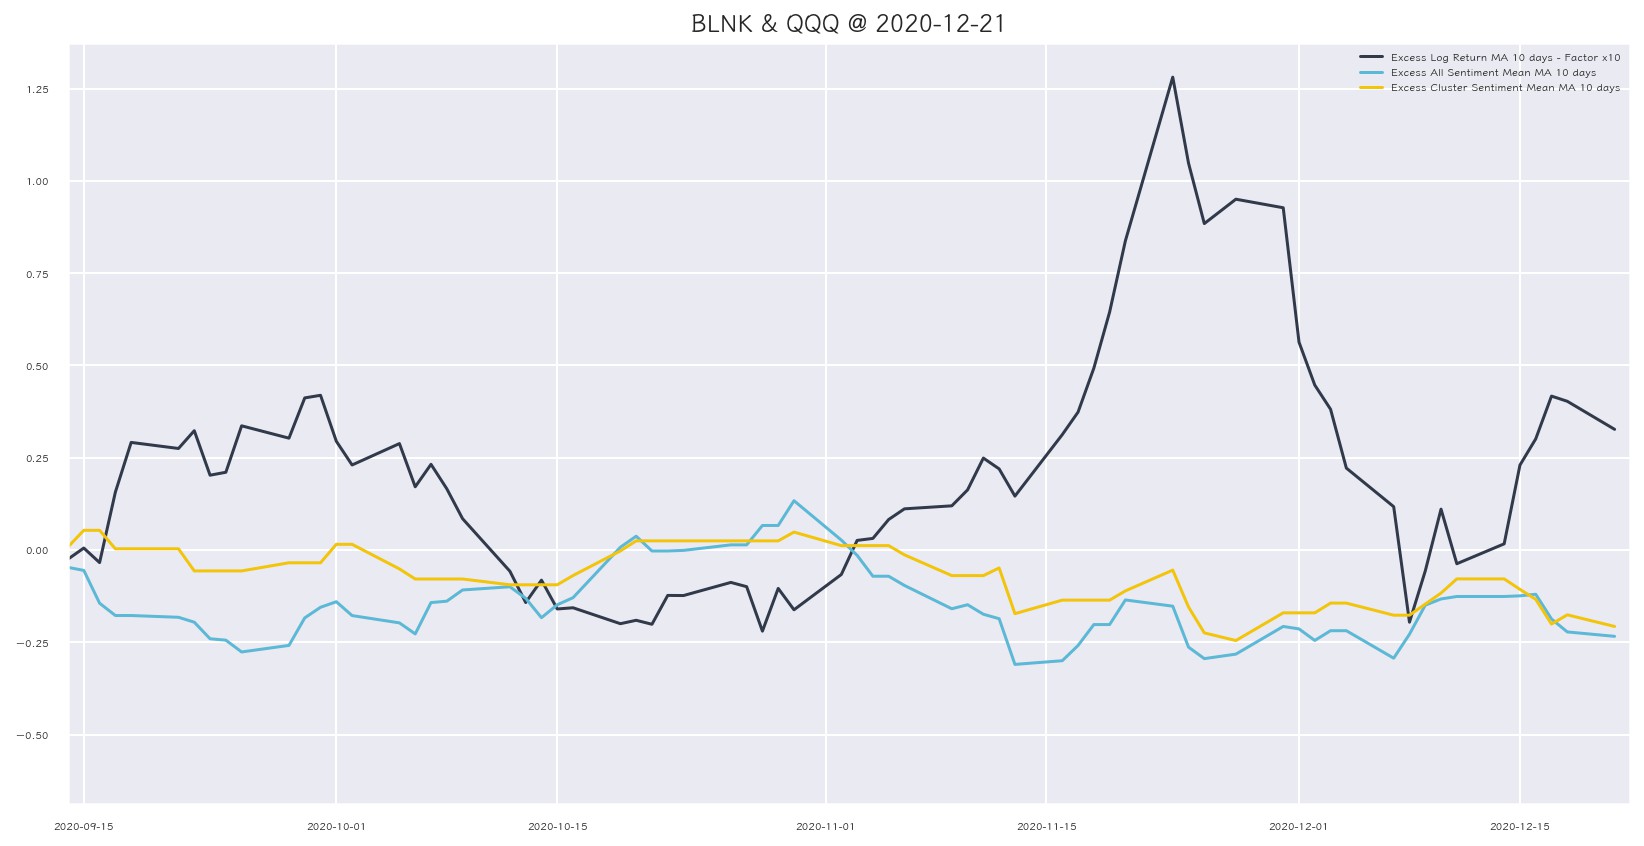 BLNK & QQQ @ 2020-12-21
Excess Log Return MA 10 days - Factor x10
Excess All Sentiment Mean MA 10 days
Excess Cluster Sentiment Mean MA 10 days
1.25
1.00
0.75
0.50
0.25
0.00
−0.25
−0.50
2020-09-15 2020-10-01 2020-10-15 2020-11-01 2020-11-15 2020-12-01 2020-12-15